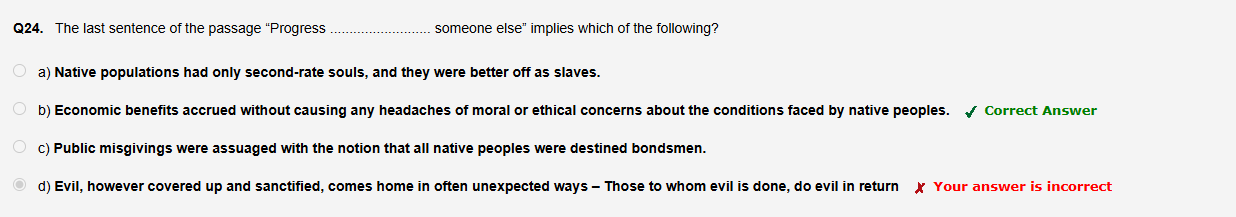 Q24. The last sentence of the passage “Progress .......................... someone else” implies which of the following?
a) Native populations had only second-rate souls, and they were better off as slaves.
b) Economic benefits accrued without causing any headaches of moral or ethical concerns about the conditions faced by native peoples. ✓ Correct Answer
c) Public misgivings were assuaged with the notion that all native peoples were destined bondsmen.
d) Evil, however covered up and sanctified, comes home in often unexpected ways – Those to whom evil is done, do evil in return ✗ Your answer is incorrect